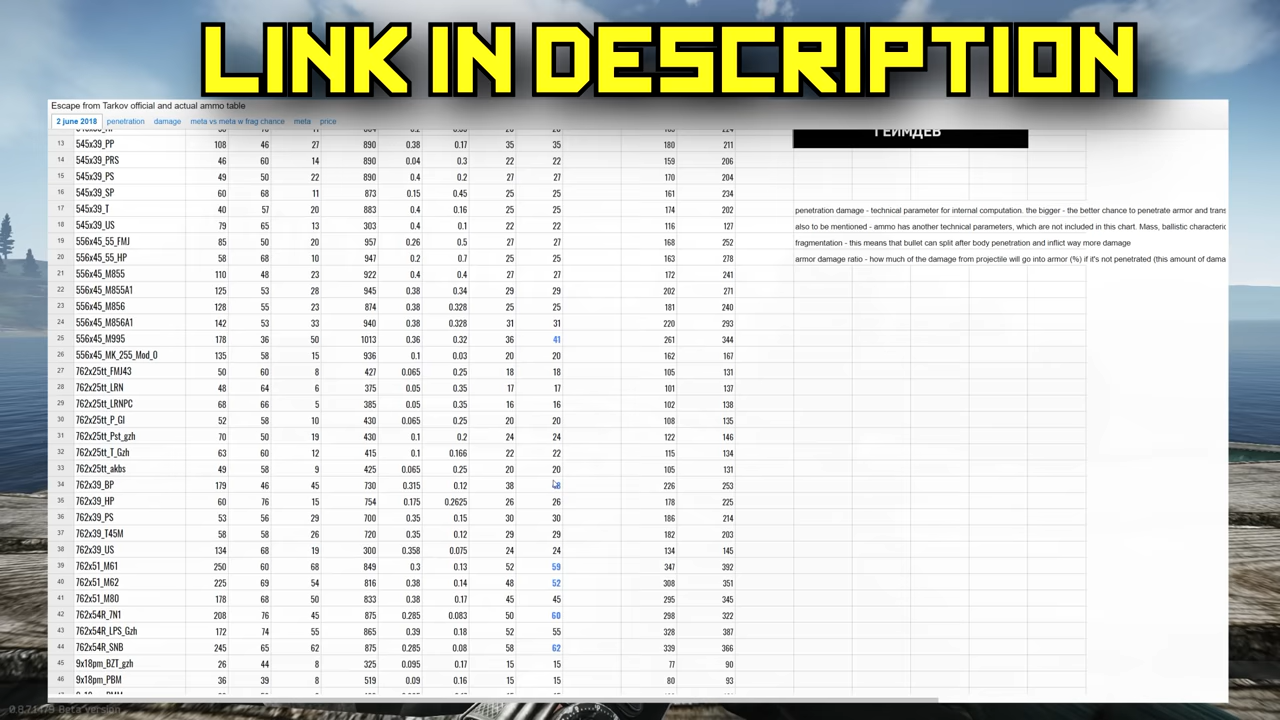 LINK IN DESCRIPTION
Escape from Tarkov official and actual ammo table
2 june 2018 penetration damage meta vs meta w frag chance meta price
ГЕЙМДЕВ
13 545x39_PP 108 46 27 890 0.38 0.17 35 35 180 211
14 545x39_PRS 46 60 14 890 0.04 0.3 22 22 159 206
15 545x39_PS 49 50 22 890 0.4 0.2 27 27 170 204
16 545x39_SP 60 68 11 873 0.15 0.45 25 25 161 234
17 545x39_T 40 57 20 883 0.4 0.16 25 25 174 202 penetration damage - technical parameter for internal computation. the bigger - the better chance to penetrate armor and trans
18 545x39_US 79 65 13 303 0.4 0.1 22 22 116 127 also to be mentioned - ammo has another technical parameters, which are not included in this chart. Mass, ballistic characteric
19 556x45_55_FMJ 85 50 20 957 0.26 0.5 27 27 168 252 fragmentation - this means that bullet can split after body penetration and inflict way more damage
20 556x45_55_HP 58 68 10 947 0.2 0.7 25 25 163 278 armor damage ratio - how much of the damage from projectile will go into armor (%) if it's not penetrated (this amount of dama
21 556x45_M855 110 48 23 922 0.4 0.4 27 27 172 241
22 556x45_M855A1 125 53 28 945 0.38 0.42 29 29 202 271
23 556x45_M856 128 55 23 874 0.38 0.328 25 25 181 240
24 556x45_M856A1 142 53 33 940 0.38 0.328 31 31 220 293
25 556x45_M995 178 36 50 1013 0.36 0.32 36 41 261 344
26 556x45_MK_255_Mod_0 135 58 15 936 0.1 0.03 20 20 162 167
27 762x25tt_FMJ43 50 60 8 427 0.065 0.25 18 18 105 131
28 762x25tt_LRN 48 64 6 375 0.05 0.35 17 17 101 137
29 762x25tt_LRNPC 68 66 5 385 0.05 0.35 16 16 102 138
30 762x25tt_P_Gl 52 58 10 430 0.065 0.25 20 20 108 135
31 762x25tt_Pst_gzh 70 50 19 430 0.1 0.2 24 24 122 146
32 762x25tt_T_Gzh 63 60 12 415 0.1 0.166 22 22 115 134
33 762x25tt_akbs 49 58 9 425 0.065 0.25 20 20 105 131
34 762x39_BP 179 46 45 730 0.315 0.12 38 226 253
35 762x39_HP 60 76 15 754 0.175 0.2625 26 26 178 225
36 762x39_PS 53 56 29 700 0.35 0.15 30 30 186 214
37 762x39_T45M 58 58 26 720 0.35 0.12 29 29 182 203
38 762x39_US 134 68 19 300 0.358 0.075 24 24 134 145
39 762x51_M61 250 60 68 849 0.3 0.13 52 59 347 392
40 762x51_M62 225 69 54 816 0.38 0.14 48 52 308 351
41 762x51_M80 178 68 50 833 0.38 0.17 45 45 295 345
42 762x54R_7N1 208 76 45 875 0.285 0.083 50 60 298 322
43 762x54R_LPS_Gzh 172 74 55 865 0.39 0.18 52 55 328 387
44 762x54R_SNB 245 65 62 875 0.285 0.08 58 62 339 366
45 9x18pm_BZT_gzh 26 44 8 325 0.095 0.17 15 15 77 90
46 9x18pm_PBM 36 39 8 519 0.09 0.16 15 15 80 93
Beta version